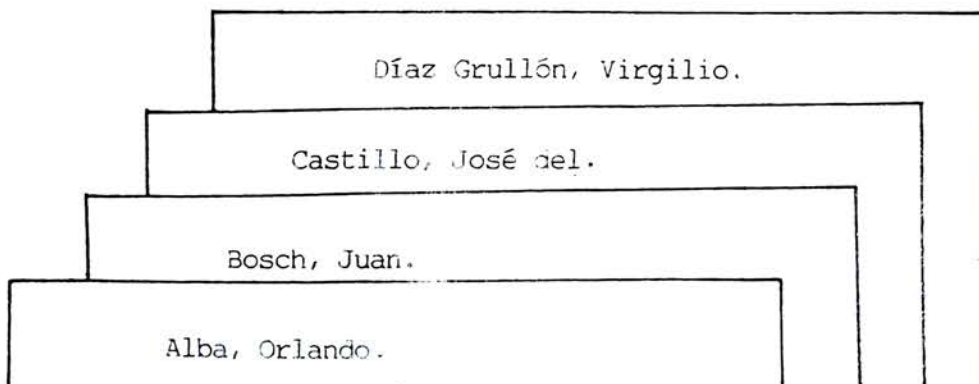 Díaz Grullón, Virgilio.
Castillo, José del.
Bosch, Juan.
Alba, Orlando.